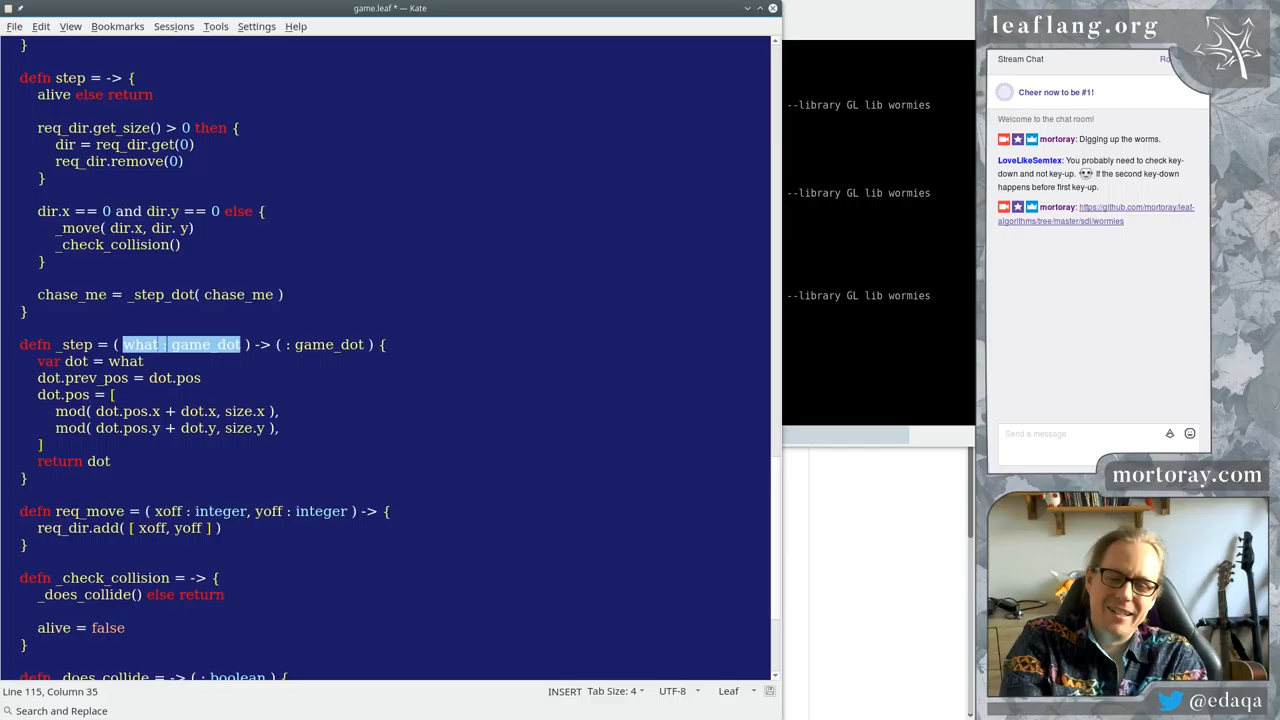 game.leaf * — Kate
File Edit View Bookmarks Sessions Tools Settings Help
}
defn step = -> {
alive else return
req_dir.get_size() > 0 then {
dir = req_dir.get(0)
req_dir.remove(0)
}
dir.x == 0 and dir.y == 0 else {
_move( dir.x, dir. y)
_check_collision()
}
chase_me = _step_dot( chase_me )
}
defn _step = ( what : game_dot ) -> ( : game_dot ) {
var dot = what
dot.prev_pos = dot.pos
dot.pos = [
mod( dot.pos.x + dot.x, size.x ),
mod( dot.pos.y + dot.y, size.y ),
]
return dot
}
defn req_move = ( xoff : integer, yoff : integer ) -> {
req_dir.add( [ xoff, yoff ] )
}
defn _check_collision = -> {
_does_collide() else return
alive = false
}
defn _does_collide = -> ( : boolean ) {
Line 115, Column 35
INSERT Tab Size: 4 UTF-8 Leaf
Search and Replace
--library GL lib wormies
--library GL lib wormies
--library GL lib wormies
leaflang.org
Stream Chat
Cheer now to be #1!
Welcome to the chat room!
mortoray: Digging up the worms.
LoveLikeSemtex: You probably need to check key-
down and not key-up. If the second key-down
happens before first key-up.
mortoray: https://github.com/mortoray/leaf-
algorithms/tree/master/sdl/wormies
Send a message
mortoray.com
@edaqa